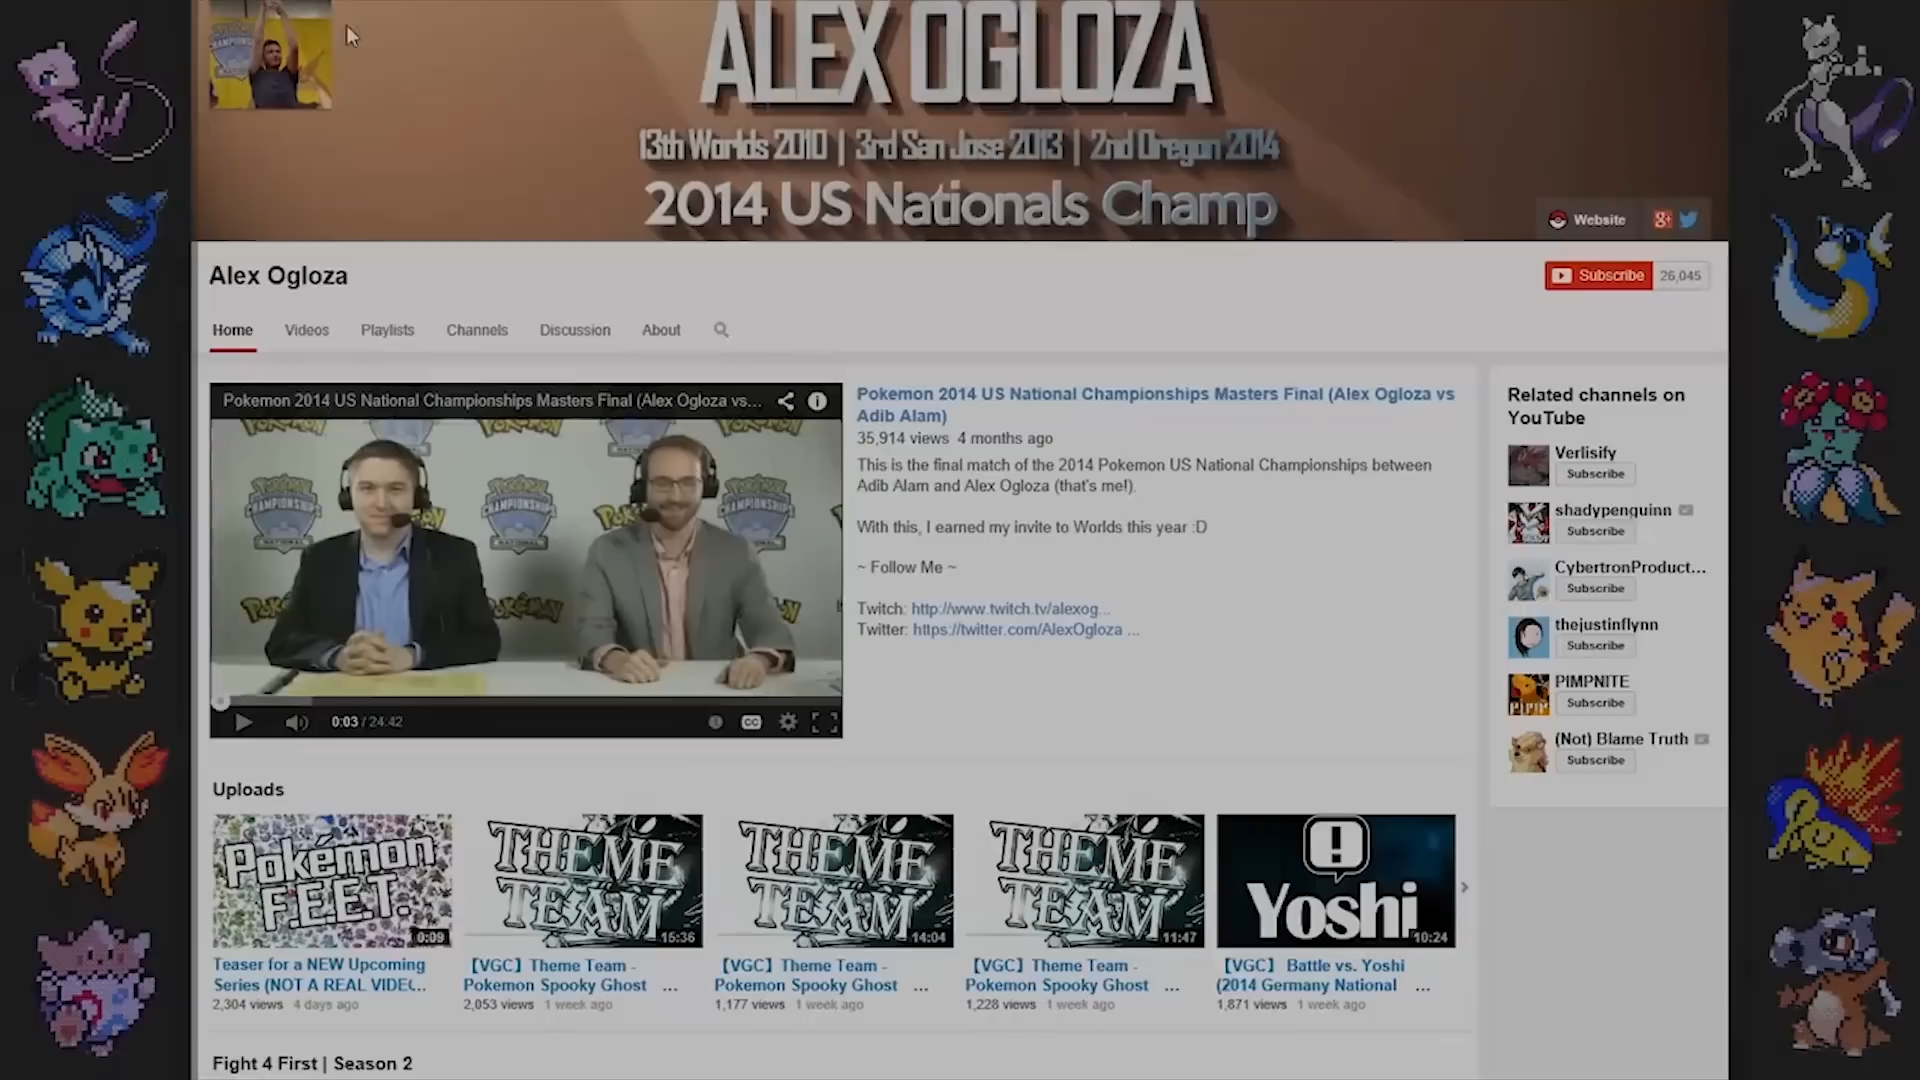 ALEX OGLOZA
13th Worlds 2010 | 3rd San Jose 2013 | 2nd Oregon 2014
2014 US Nationals Champ
Website
Alex Ogloza
Subscribe 26,045
Home Videos Playlists Channels Discussion About
Pokemon 2014 US National Championships Masters Final (Alex Ogloza vs...
0:03 / 24:42
CC
Pokemon 2014 US National Championships Masters Final (Alex Ogloza vs
Adib Alam)
35,914 views 4 months ago
This is the final match of the 2014 Pokemon US National Championships between
Adib Alam and Alex Ogloza (that's me!).
With this, I earned my invite to Worlds this year :D
~ Follow Me ~
Twitch: http://www.twitch.tv/alexog...
Twitter: https://twitter.com/AlexOgloza ...
Related channels on
YouTube
Verlisify
Subscribe
shadypenguinn
Subscribe
CybertronProduct...
Subscribe
thejustinflynn
Subscribe
PIMPNITE
Subscribe
(Not) Blame Truth
Subscribe
Uploads
Pokémon
F.E.E.T.
0:09
Teaser for a NEW Upcoming
Series (NOT A REAL VIDE(...
2,304 views 4 days ago
THEME
TEAM
15:36
【VGC】Theme Team -
Pokemon Spooky Ghost ...
2,053 views 1 week ago
THEME
TEAM
14:04
【VGC】Theme Team -
Pokemon Spooky Ghost ...
1,177 views 1 week ago
THEME
TEAM
11:47
【VGC】Theme Team -
Pokemon Spooky Ghost ...
1,228 views 1 week ago
Yoshi
10:24
【VGC】 Battle vs. Yoshi
(2014 Germany National ...
1,871 views 1 week ago
Fight 4 First | Season 2